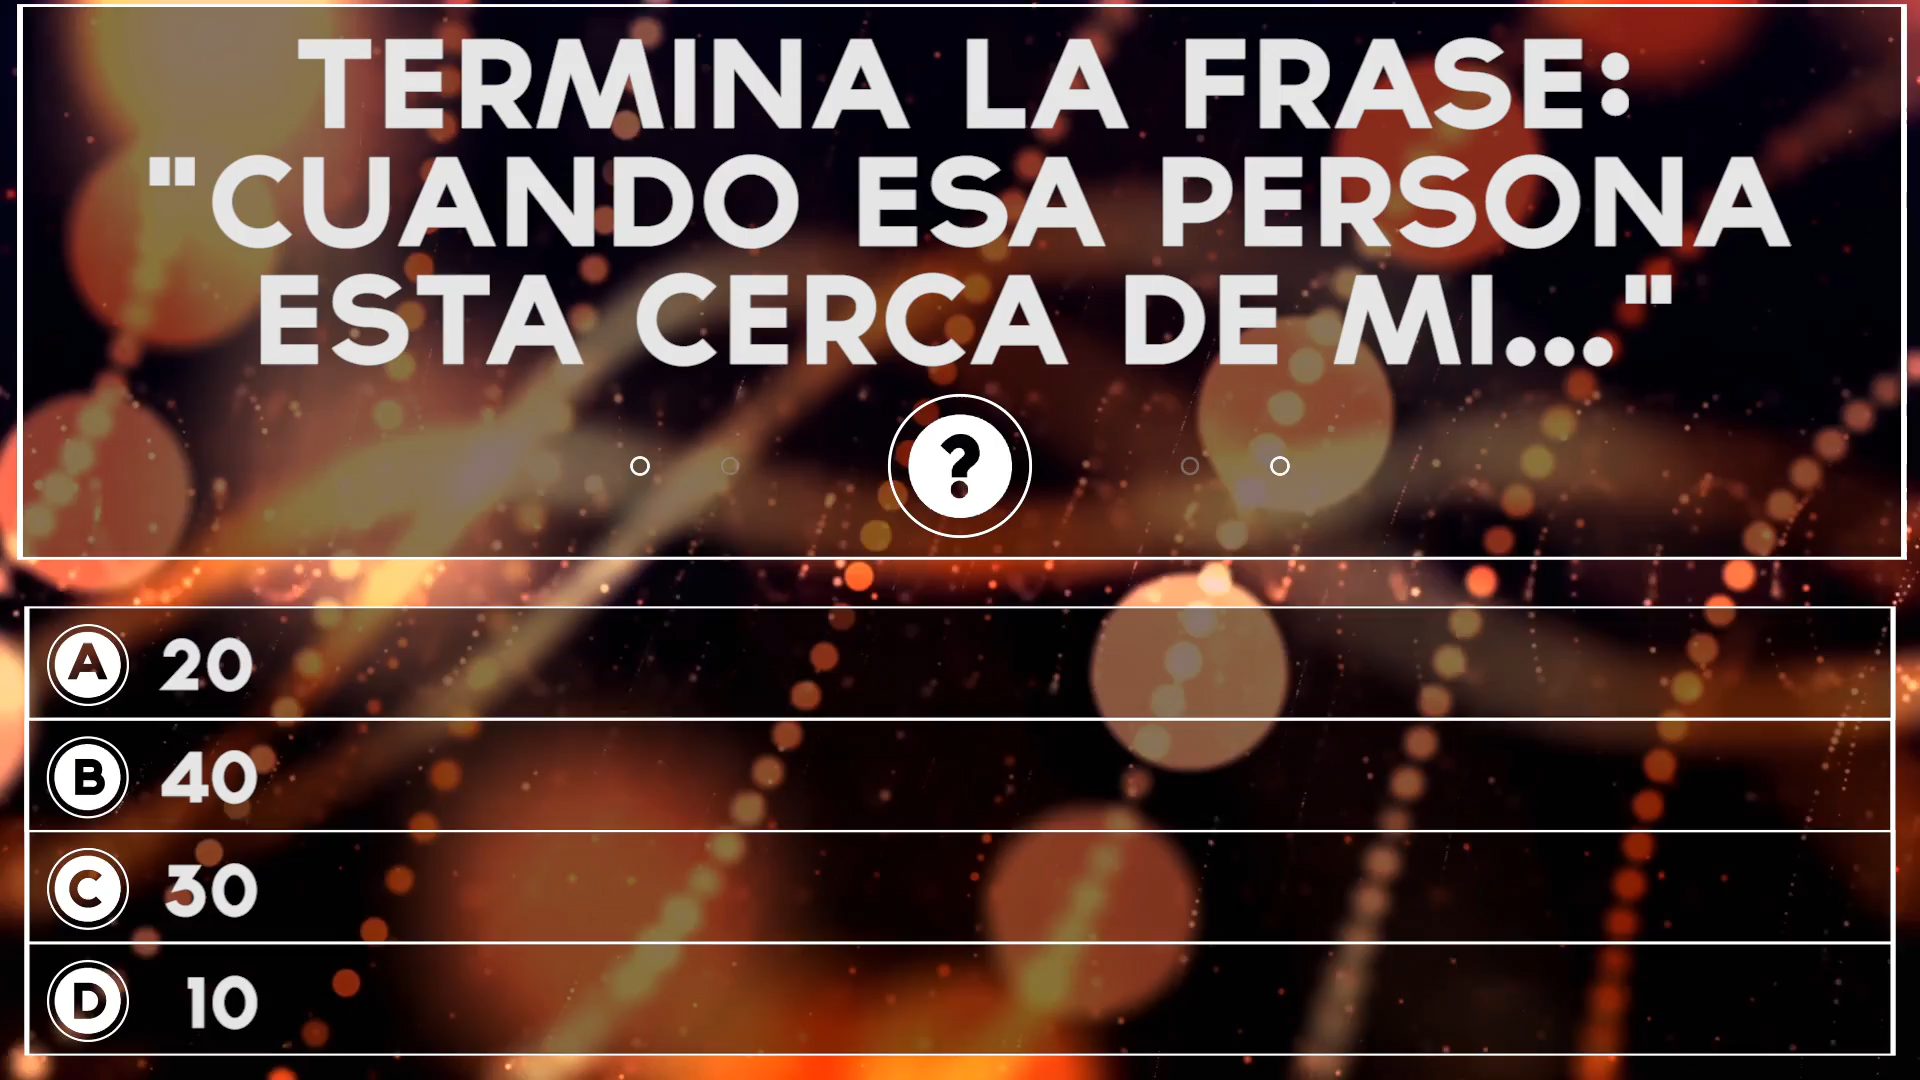 TERMINA LA FRASE:
"CUANDO ESA PERSONA
ESTA CERCA DE MI..."
?
A 20
B 40
C 30
D 10